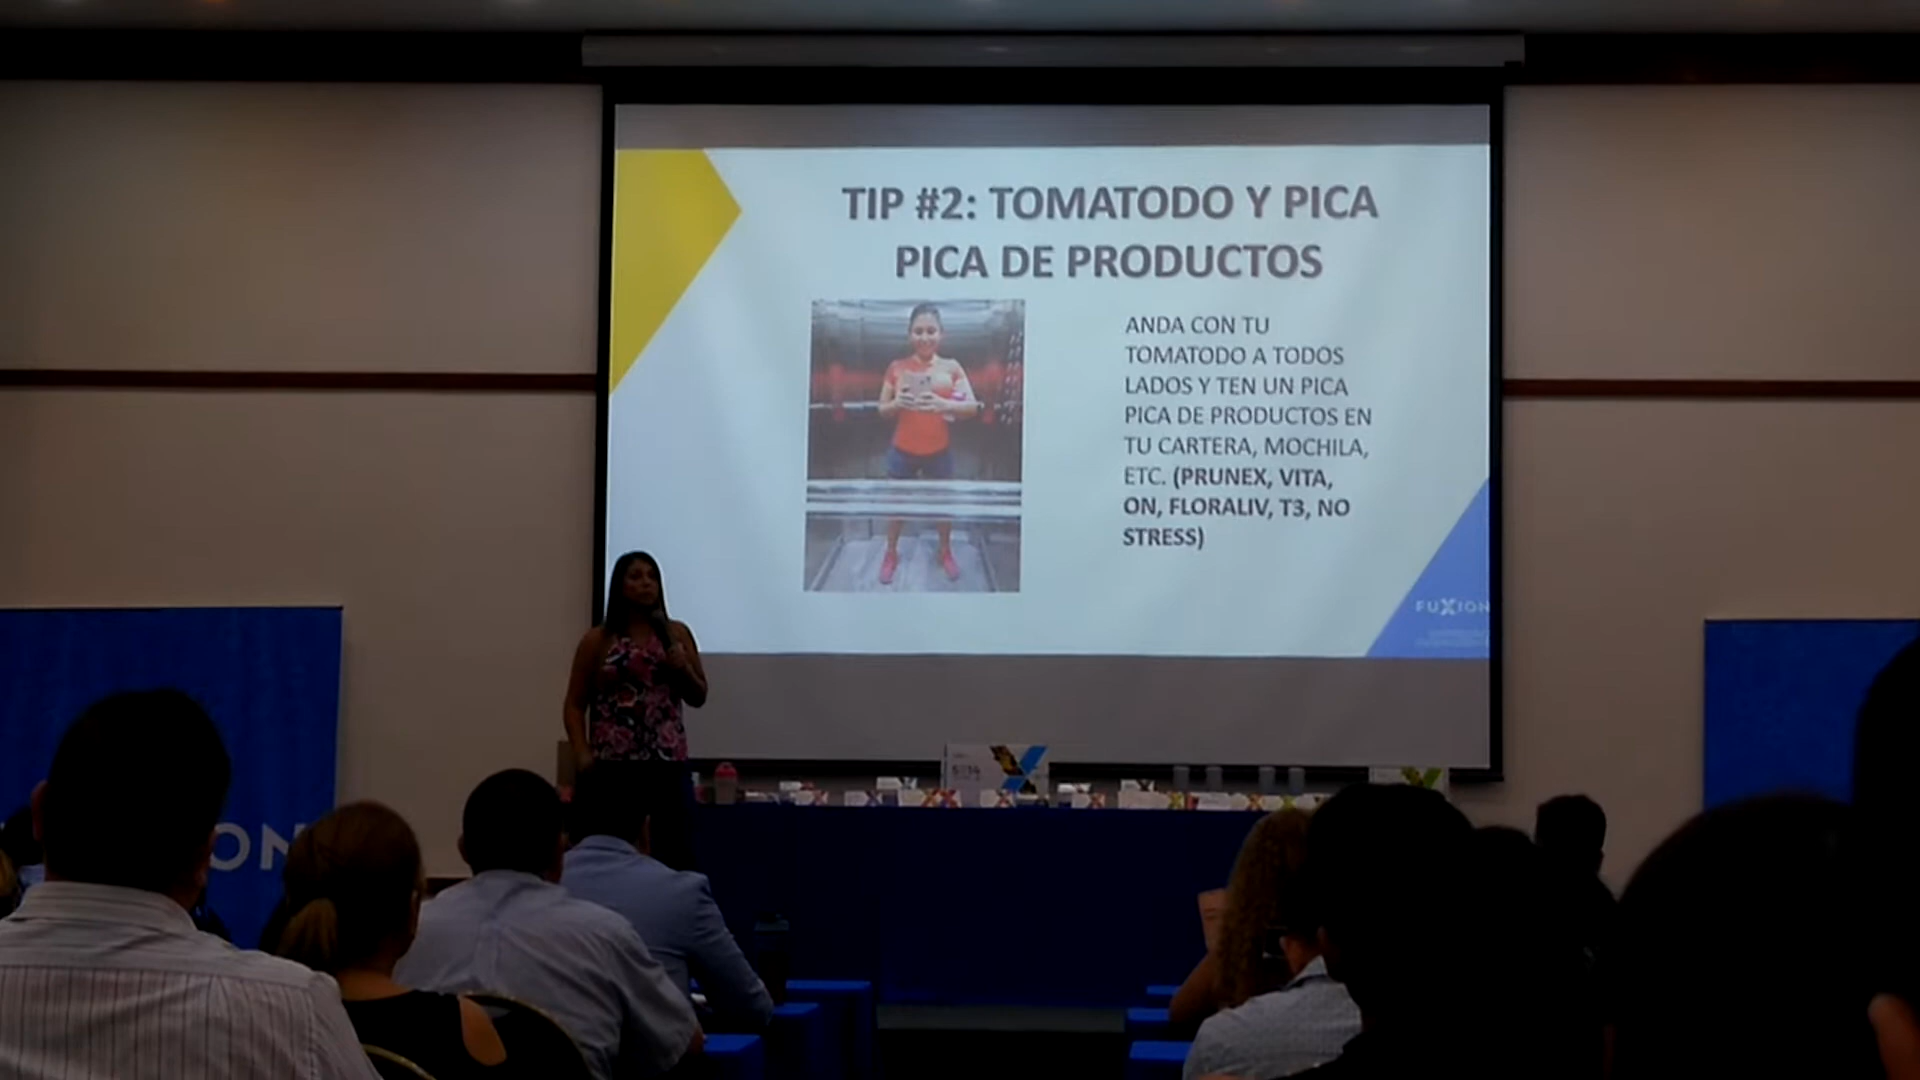 TIP #2: TOMATODO Y PICA
PICA DE PRODUCTOS
ANDA CON TU
TOMATODO A TODOS
LADOS Y TEN UN PICA
PICA DE PRODUCTOS EN
TU CARTERA, MOCHILA,
ETC. (PRUNEX, VITA,
ON, FLORALIV, T3, NO
STRESS)
FUXION
ON